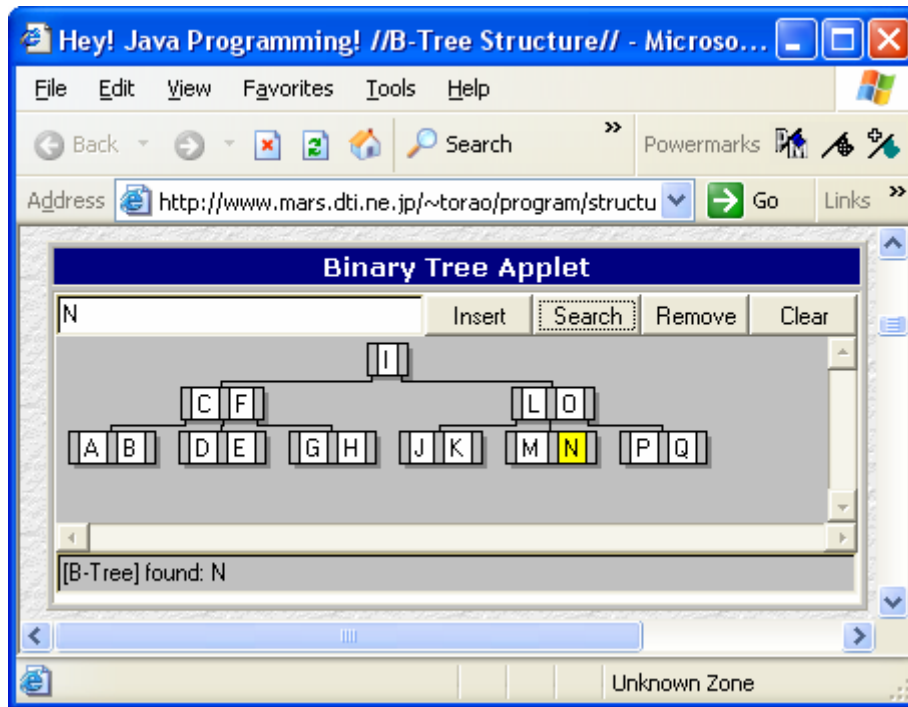 Hey! Java Programming! //B-Tree Structure// - Microso...
File Edit View Favorites Tools Help
Back Search » Powermarks
Address http://www.mars.dti.ne.jp/~torao/program/structu Go Links »
Binary Tree Applet
N Insert Search Remove Clear
I
C F L O
A B D E G H J K M N P Q
[B-Tree] found: N
Unknown Zone